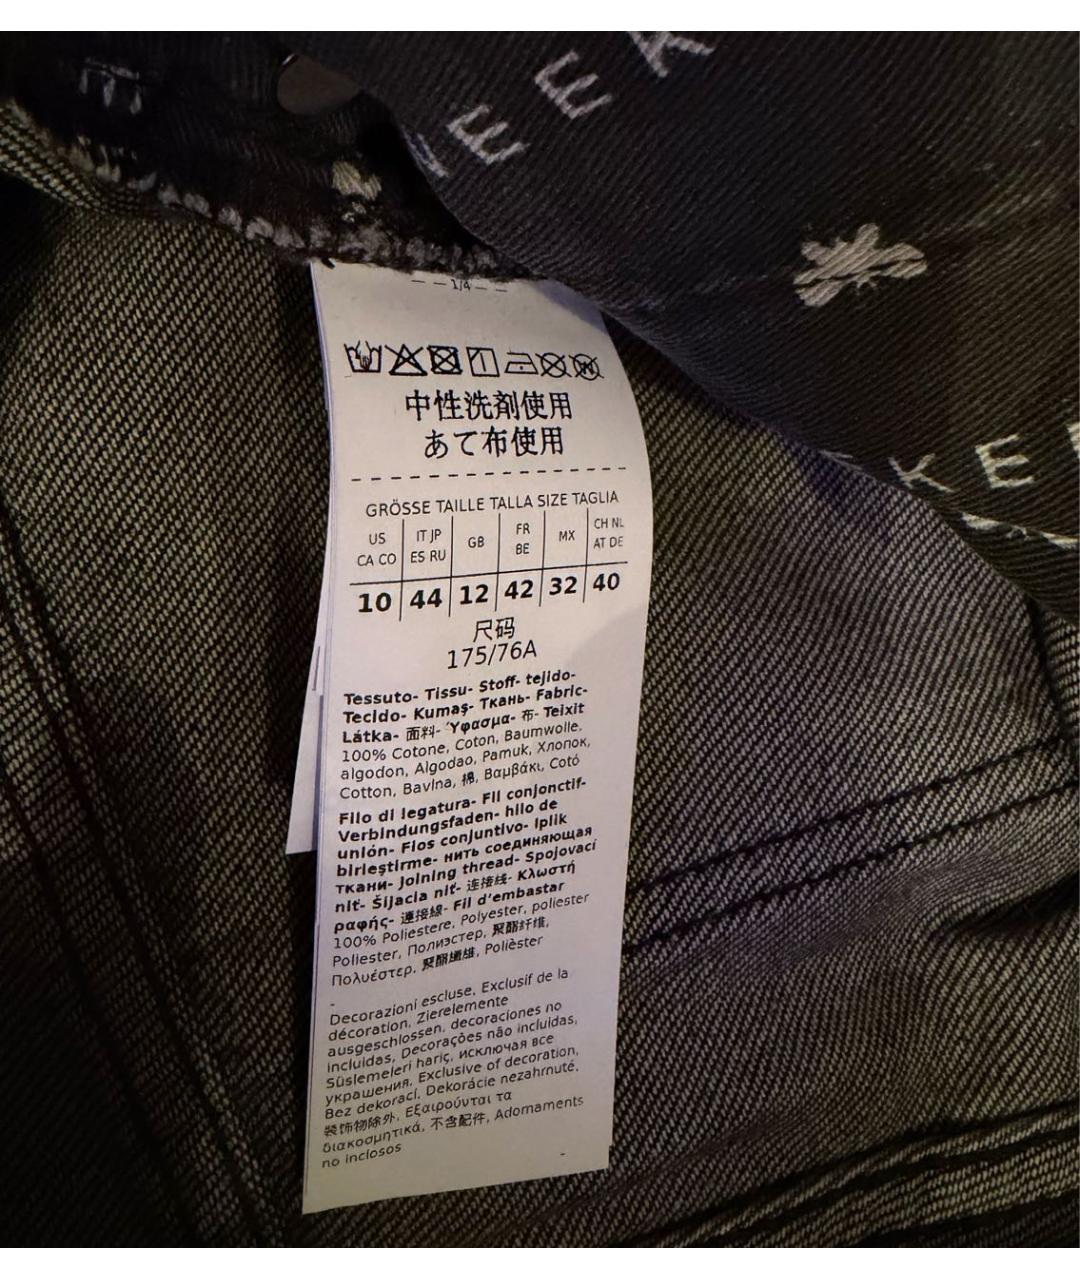 WEEKE
KE
1/4
中性洗剤使用
あて布使用
GRÖSSE TAILLE TALLA SIZE TAGLIA
US CA CO | IT JP ES RU | GB | FR BE | MX | CH NL AT DE
10 | 44 | 12 | 42 | 32 | 40
尺码
175/76A
Tessuto- Tissu- Stoff- tejido-
Tecido- Kumaş- Ткань- Fabric-
Látka- 面料- Ύφασμα- 布- Teixit
100% Cotone, Coton, Baumwolle,
algodon, Algodao, Pamuk, Хлопок,
Cotton, Bavlna, 棉, Βαμβάκι, Cotó
Filo di legatura- Fil conjonctif-
Verbindungsfaden- hilo de
unión- Fios conjuntivo- Iplik
birleştirme- нить соединяющая
ткани- Joining thread- Spojovací
niť- Šijacia niť- 连接线- Κλωστή
ραφής- 連接線- Fil d'embastar
100% Poliestere, Polyester, poliester
Poliester, Полиэстер, 聚酯纤维,
Πολυέστερ, 聚酯纖維, Polièster
-
Decorazioni escluse, Exclusif de la
décoration, Zierelemente
ausgeschlossen, decoraciones no
incluidas, Decorações não incluidas,
Süslemeleri hariç, исключая все
украшения, Exclusive of decoration,
Bez dekorací, Dekorácie nezahrnuté,
裝饰物除外, Εξαιρούνται τα
διακοσμητικά, 不含配件, Adornaments
no inclosos